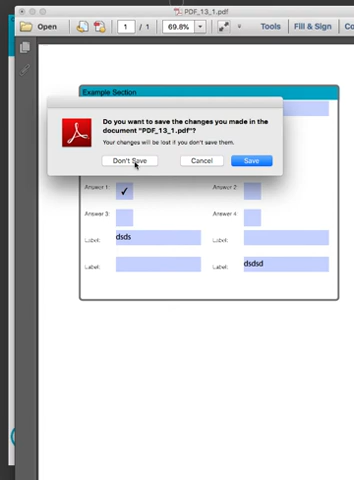 PDF_13_1.pdf
Open
1 / 1
69.8%
Tools
Fill & Sign
Co
Example Section
Do you want to save the changes you made in the
document "PDF_13_1.pdf"?
Your changes will be lost if you don't save them.
Don't Save
Cancel
Save
Answer 1:
Answer 2:
Answer 3:
Answer 4:
Label:
dsds
Label:
Label:
Label:
dsdsd